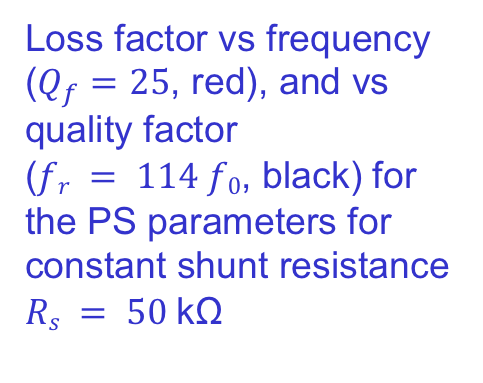 Loss factor vs frequency
(Q_f = 25, red), and vs
quality factor
(f_r = 114 f_0, black) for
the PS parameters for
constant shunt resistance
R_s = 50 kΩ